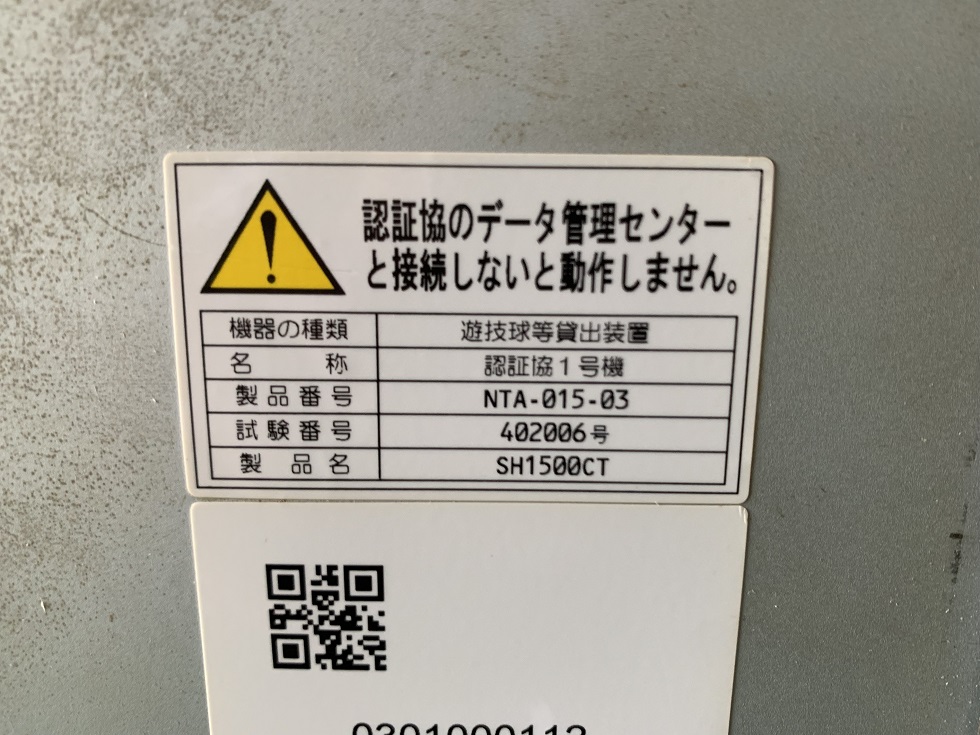 認証協のデータ管理センター
と接続しないと動作しません。
機器の種類 遊技球等貸出装置
名 称 認証協1号機
製品番号 NTA-015-03
試験番号 402006号
製品名 SH1500CT
0301000112